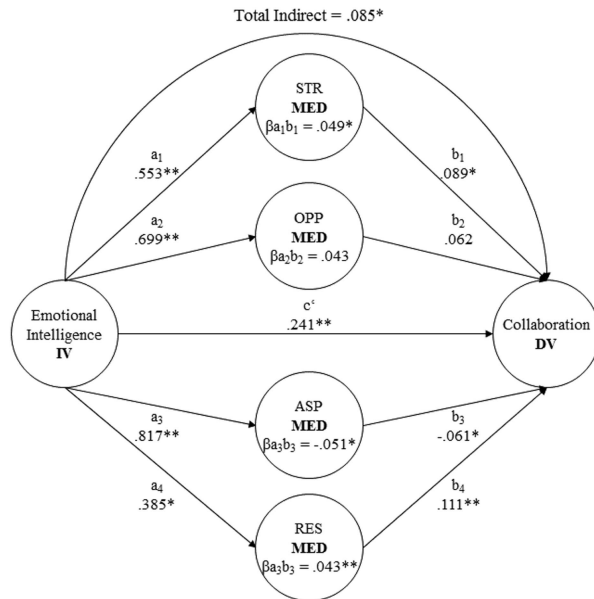 Total Indirect = .085*
STR
MED
βa₁b₁ = .049*
a₁
.553**
b₁
.089*
OPP
MED
βa₂b₂ = .043
a₂
.699**
b₂
.062
Emotional
Intelligence
IV
c‘
.241**
Collaboration
DV
ASP
MED
βa₃b₃ = -.051*
a₃
.817**
b₃
-.061*
a₄
.385*
b₄
.111**
RES
MED
βa₃b₃ = .043**